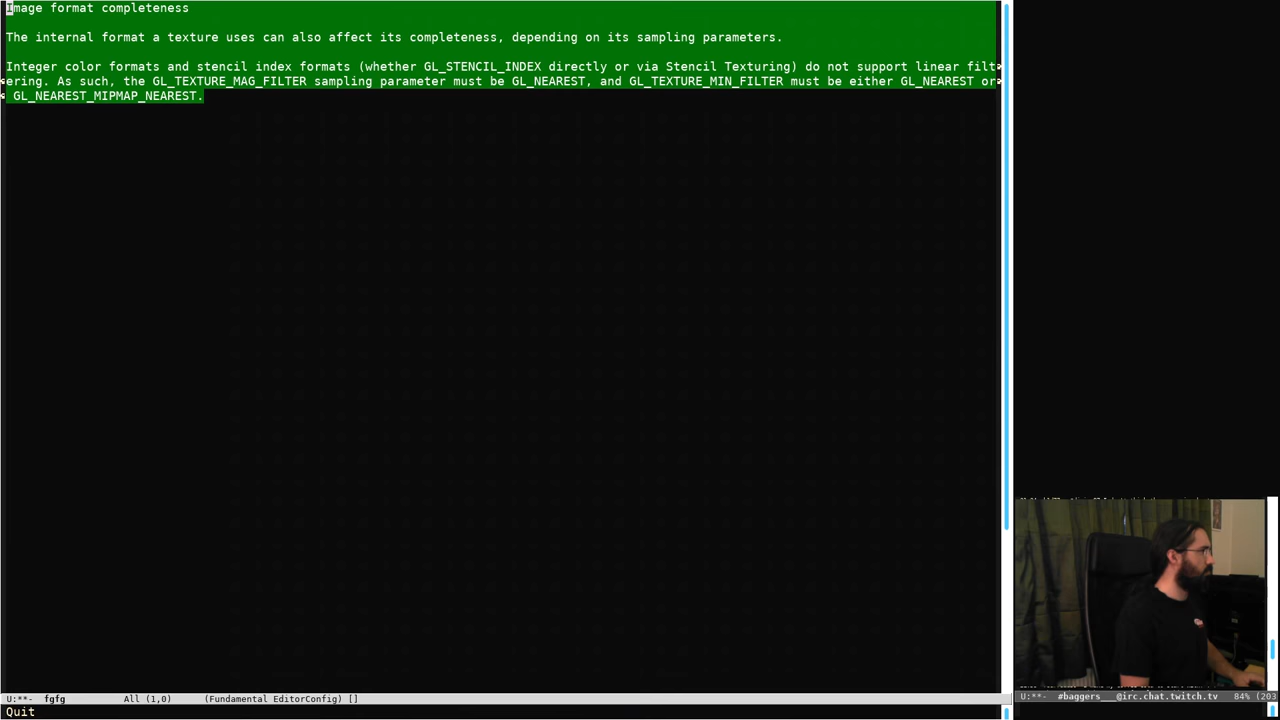 Image format completeness
The internal format a texture uses can also affect its completeness, depending on its sampling parameters.
Integer color formats and stencil index formats (whether GL_STENCIL_INDEX directly or via Stencil Texturing) do not support linear filt
ering. As such, the GL_TEXTURE_MAG_FILTER sampling parameter must be GL_NEAREST, and GL_TEXTURE_MIN_FILTER must be either GL_NEAREST or
GL_NEAREST_MIPMAP_NEAREST.
U:**-  fgfg          All (1,0)      (Fundamental EditorConfig) []
U:**-  #baggers___@irc.chat.twitch.tv   84% (203
Quit